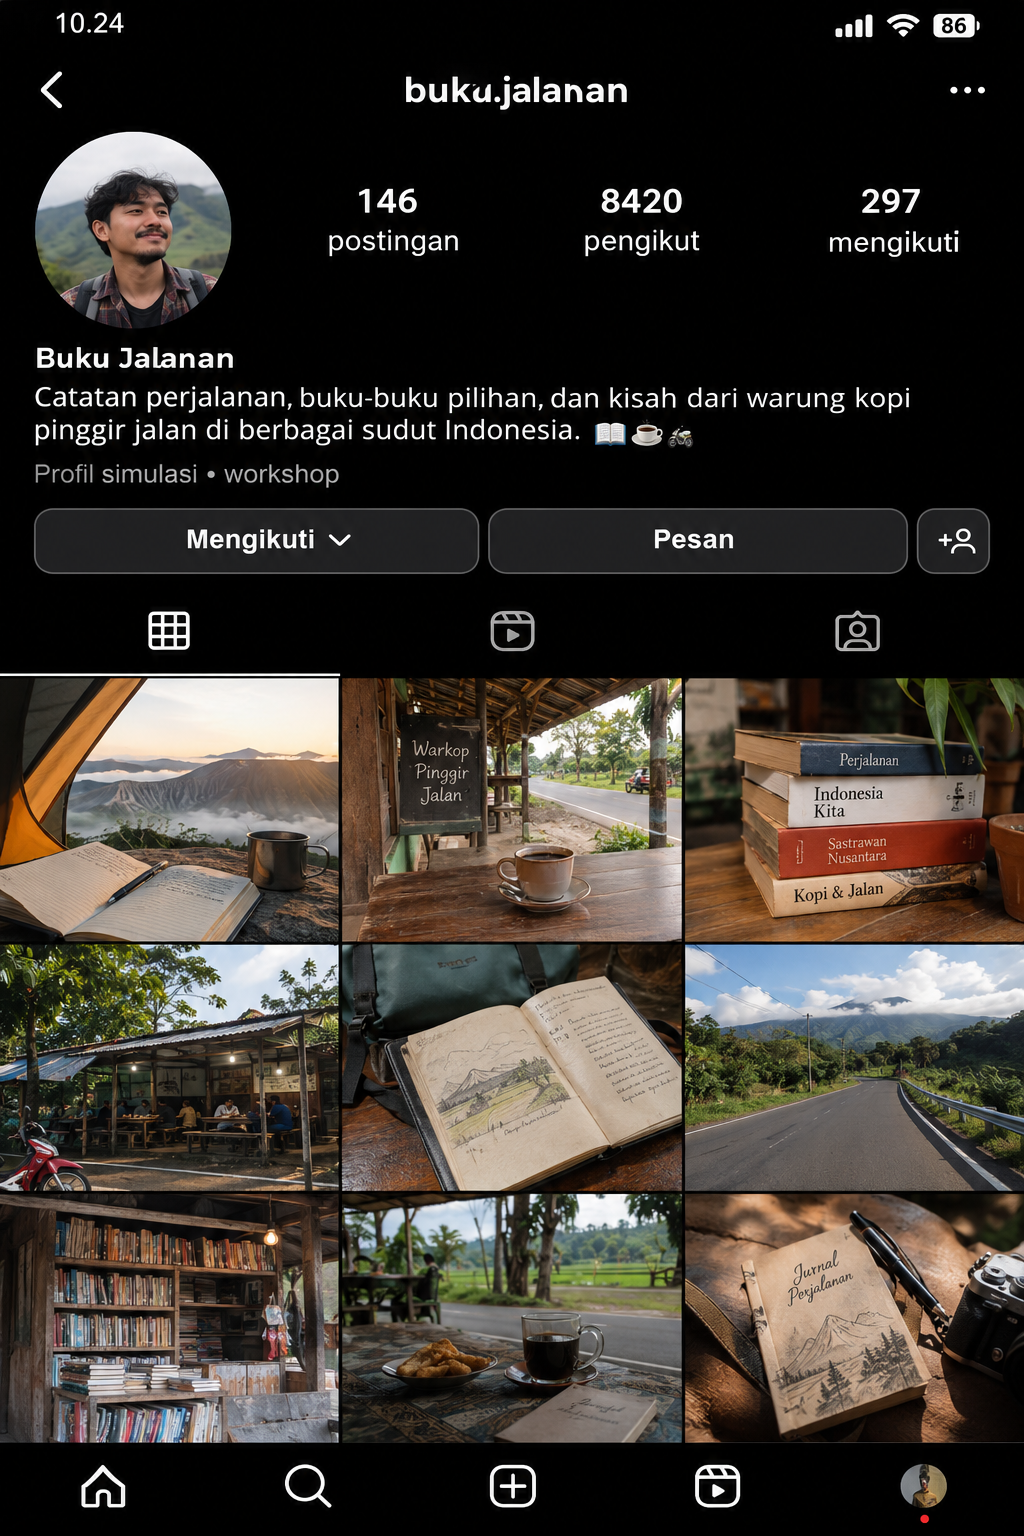 10.24
86
buku.jalanan
146
postingan
8420
pengikut
297
mengikuti
Buku Jalanan
Catatan perjalanan, buku-buku pilihan, dan kisah dari warung kopi
pinggir jalan di berbagai sudut Indonesia. 📖☕🏍️
Profil simulasi • workshop
Mengikuti
Pesan
Warkop
Pinggir
Jalan
Perjalanan
Indonesia
Kita
Sastrawan
Nusantara
Kopi & Jalan
Jurnal
Perjalanan